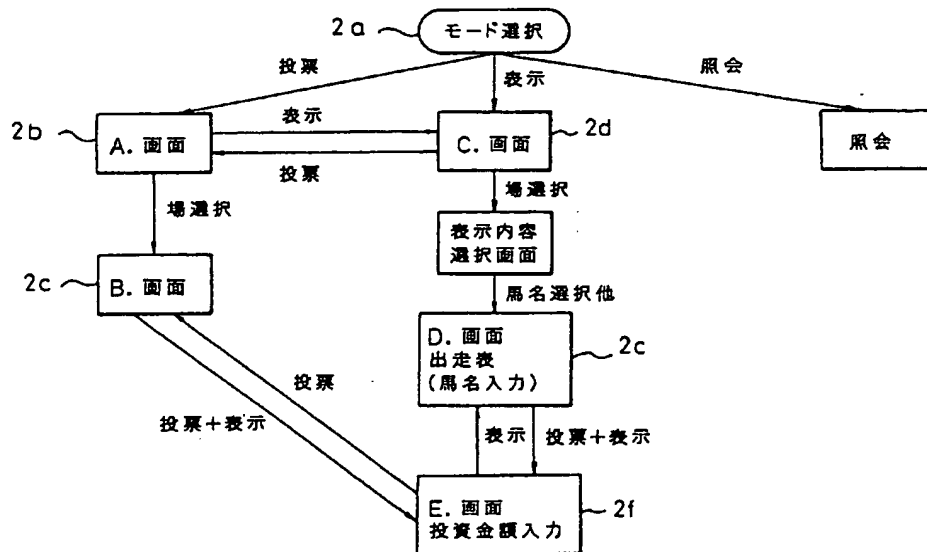 2a
モード選択
投票
表示
照会
2b
A. 画面
表示
投票
C. 画面
2d
照会
場選択
場選択
表示内容
選択画面
2c
B. 画面
馬名選択他
D. 画面
出走表
(馬名入力)
2c
投票
投票+表示
表示
投票+表示
E. 画面
投資金額入力
2f